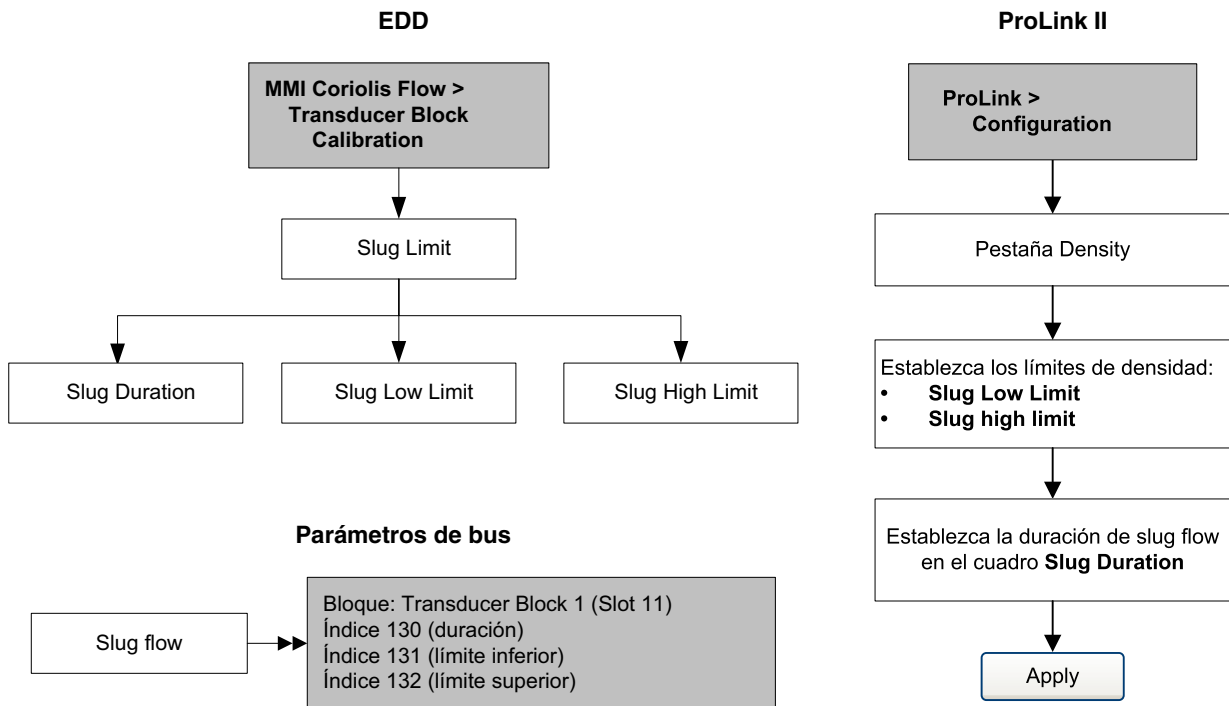 EDD
MMI Coriolis Flow >
Transducer Block
Calibration
Slug Limit
Slug Duration
Slug Low Limit
Slug High Limit
Parámetros de bus
Slug flow
Bloque: Transducer Block 1 (Slot 11)
Índice 130 (duración)
Índice 131 (límite inferior)
Índice 132 (límite superior)
ProLink II
ProLink >
Configuration
Pestaña Density
Establezca los límites de densidad:
• Slug Low Limit
• Slug high limit
Establezca la duración de slug flow
en el cuadro Slug Duration
Apply